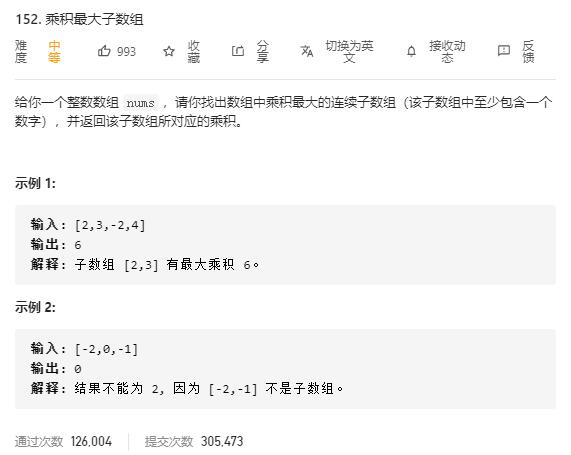 152. 乘积最大子数组
难度 中等 993 收藏 分享 切换为英文 接收动态 反馈
给你一个整数数组 nums ，请你找出数组中乘积最大的连续子数组（该子数组中至少包含一个
数字），并返回该子数组所对应的乘积。
示例 1:
输入: [2,3,-2,4]
输出: 6
解释: 子数组 [2,3] 有最大乘积 6。
示例 2:
输入: [-2,0,-1]
输出: 0
解释: 结果不能为 2, 因为 [-2,-1] 不是子数组。
通过次数 126,004 提交次数 305,473